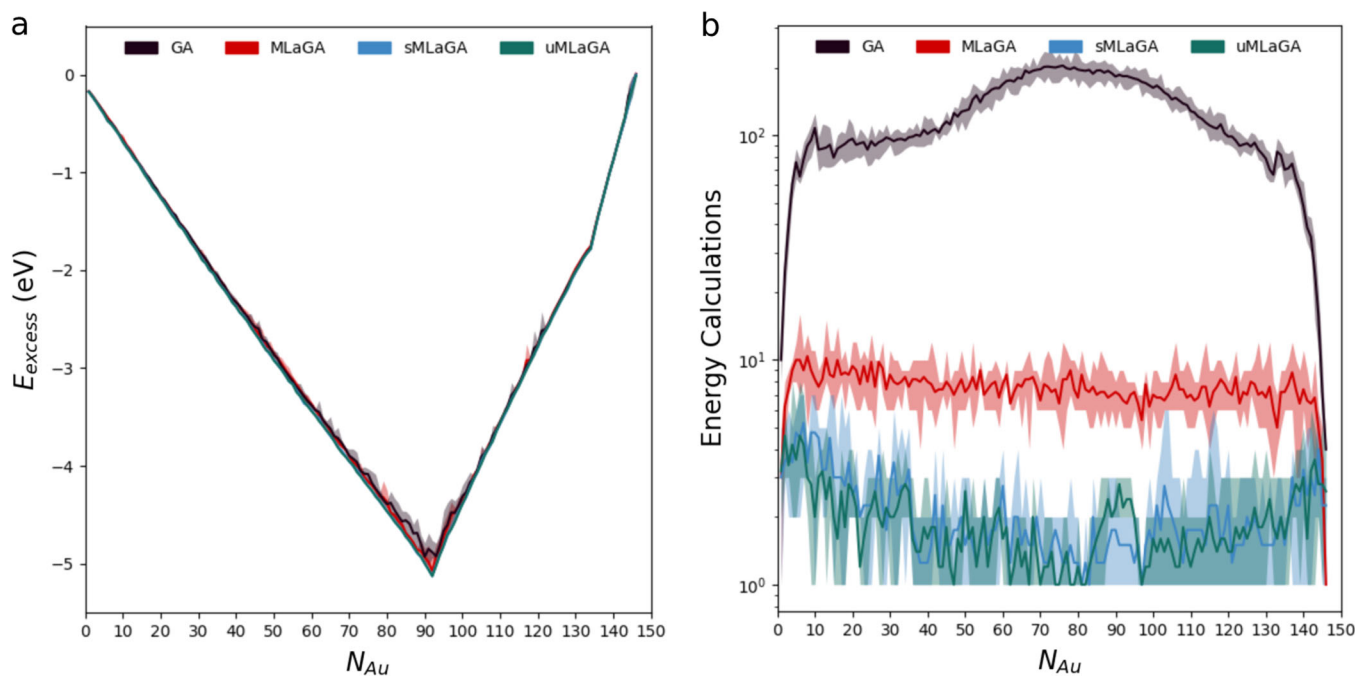 a
GA MLaGA sMLaGA uMLaGA
0
−1
−2
−3
−4
−5
E_excess (eV)
0 10 20 30 40 50 60 70 80 90 100 110 120 130 140 150
N_Au
b
GA MLaGA sMLaGA uMLaGA
10²
10¹
10⁰
Energy Calculations
0 10 20 30 40 50 60 70 80 90 100 110 120 130 140 150
N_Au